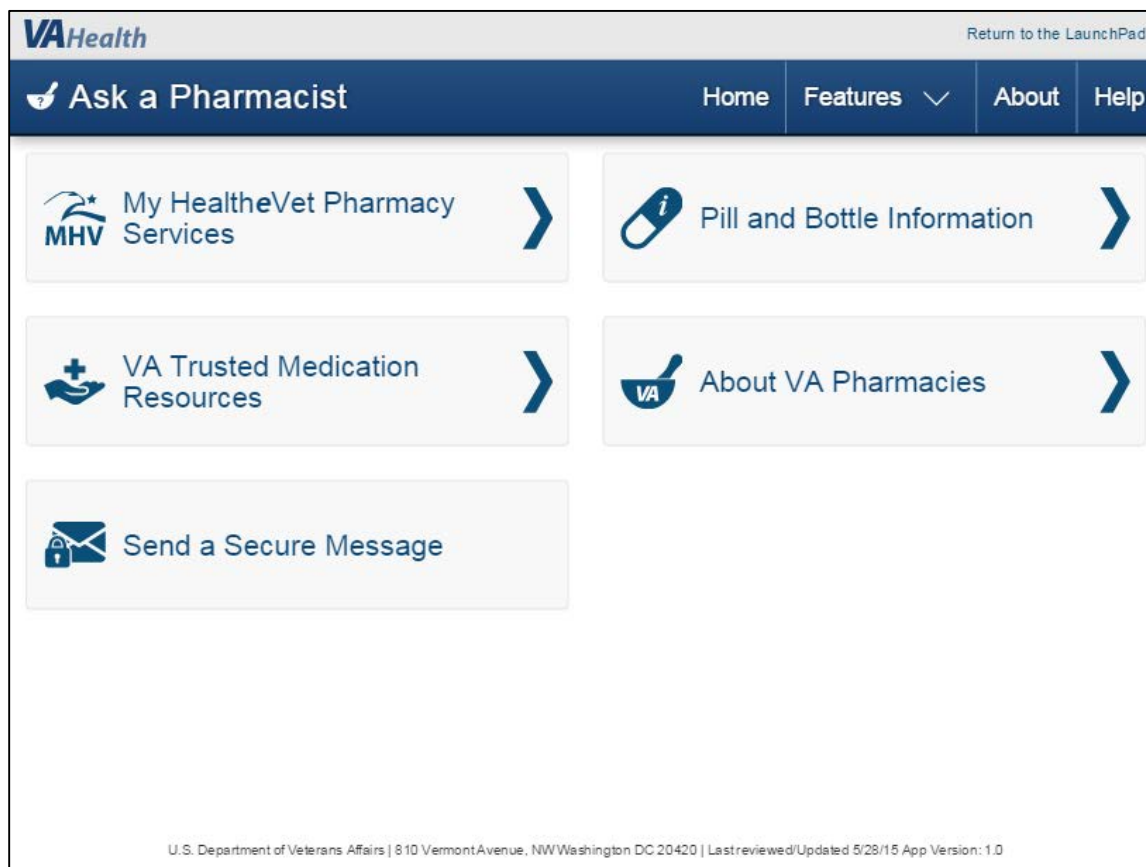 VAHealth
Return to the LaunchPad
? Ask a Pharmacist
Home
Features
About
Help
MHV
My HealtheVet Pharmacy
Services
i
Pill and Bottle Information
VA Trusted Medication
Resources
VA
About VA Pharmacies
Send a Secure Message
U.S. Department of Veterans Affairs | 810 Vermont Avenue, NW Washington DC 20420 | Last reviewed/Updated 5/28/15 App Version: 1.0